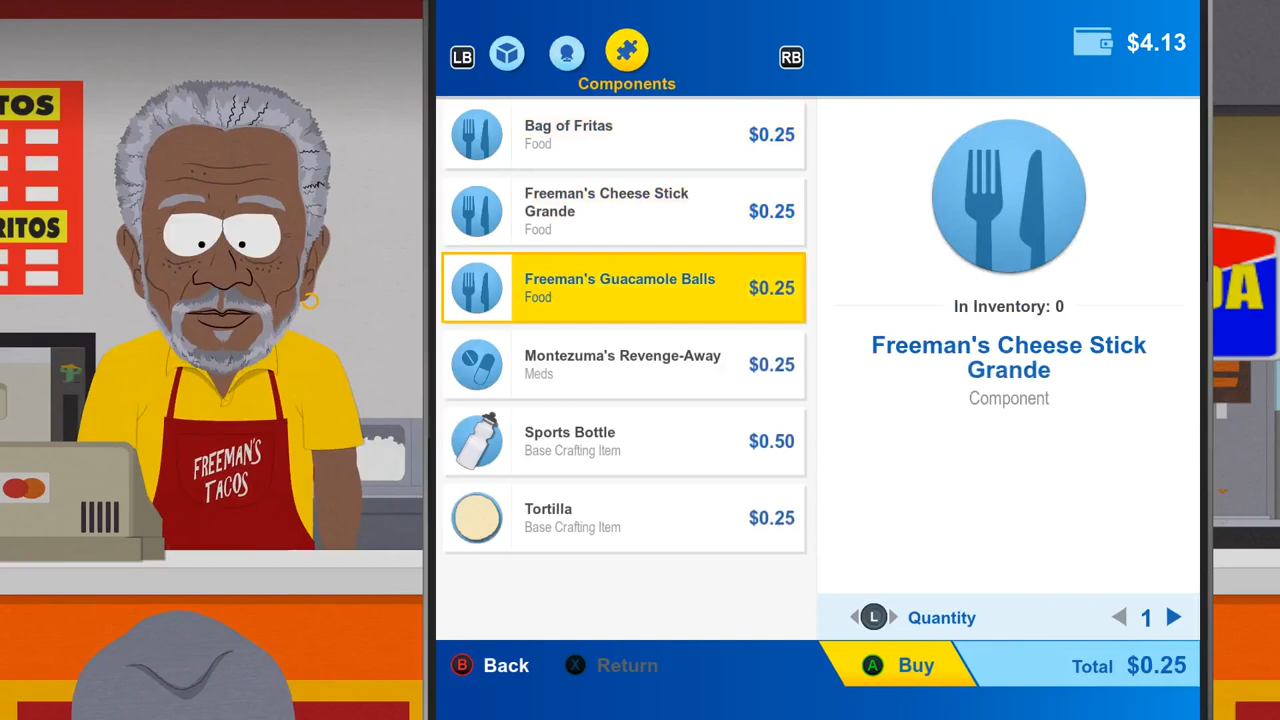 TOS
RITOS
FREEMAN'S
TACOS
LB
RB
Components
$4.13
Bag of Fritas
Food
$0.25
Freeman's Cheese Stick
Grande
Food
$0.25
Freeman's Guacamole Balls
Food
$0.25
Montezuma's Revenge-Away
Meds
$0.25
Sports Bottle
Base Crafting Item
$0.50
Tortilla
Base Crafting Item
$0.25
In Inventory: 0
Freeman's Cheese Stick
Grande
Component
L Quantity 1
B Back
X Return
A Buy
Total $0.25
DA